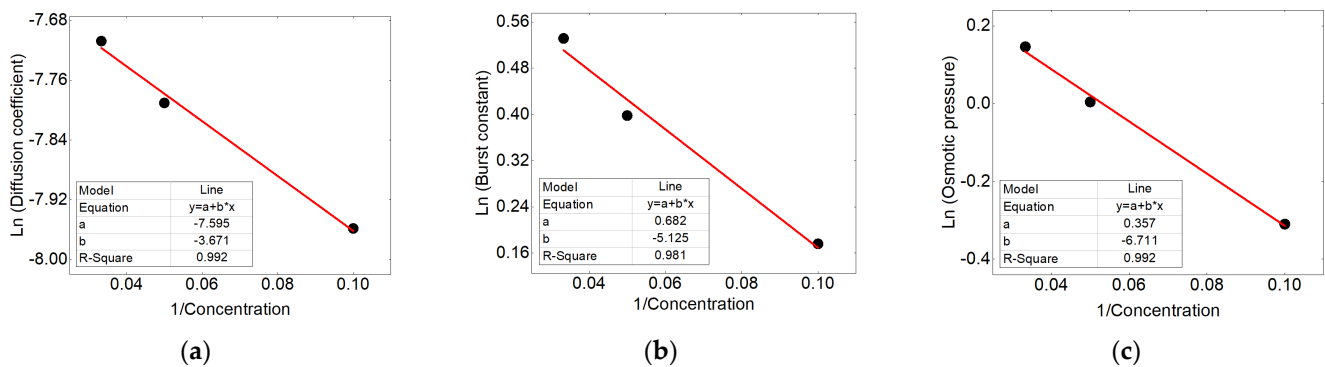 Ln (Diffusion coefficient)
-7.68
-7.76
-7.84
-7.92
-8.00
Model Line
Equation y=a+b*x
a -7.595
b -3.671
R-Square 0.992
0.04 0.06 0.08 0.10
1/Concentration
(a)
Ln (Burst constant)
0.56
0.48
0.40
0.32
0.24
0.16
Model Line
Equation y=a+b*x
a 0.682
b -5.125
R-Square 0.981
0.04 0.06 0.08 0.10
1/Concentration
(b)
Ln (Osmotic pressure)
0.2
0.0
-0.2
-0.4
Model Line
Equation y=a+b*x
a 0.357
b -6.711
R-Square 0.992
0.04 0.06 0.08 0.10
1/Concentration
(c)